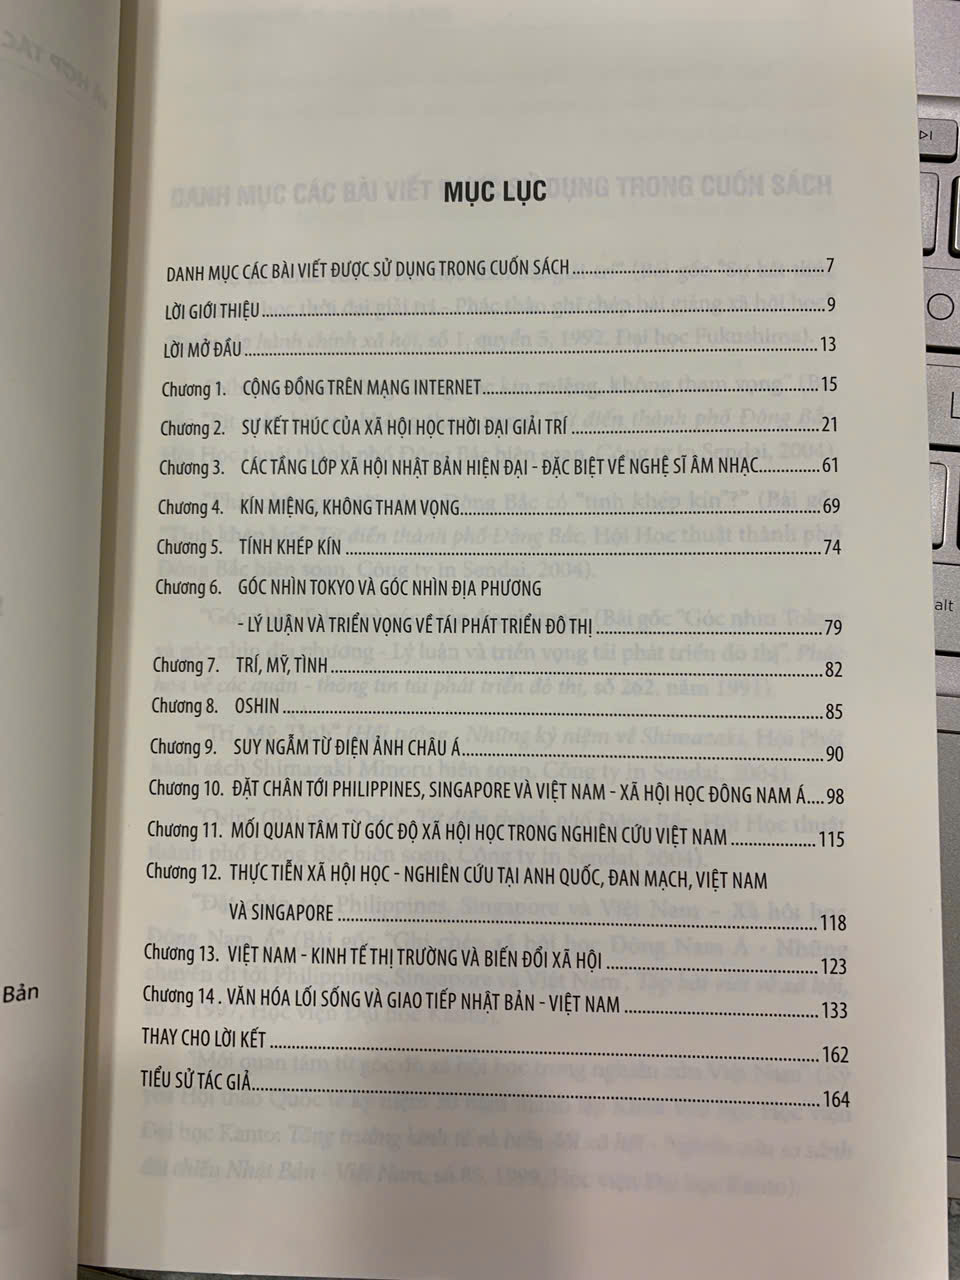 MỤC LỤC
DANH MỤC CÁC BÀI VIẾT ĐƯỢC SỬ DỤNG TRONG CUỐN SÁCH 7
LỜI GIỚI THIỆU 9
LỜI MỞ ĐẦU 13
Chương 1. CỘNG ĐỒNG TRÊN MẠNG INTERNET 15
Chương 2. SỰ KẾT THÚC CỦA XÃ HỘI HỌC THỜI ĐẠI GIẢI TRÍ 21
Chương 3. CÁC TẦNG LỚP XÃ HỘI NHẬT BẢN HIỆN ĐẠI - ĐẶC BIỆT VỀ NGHỆ SĨ ÂM NHẠC 61
Chương 4. KÍN MIỆNG, KHÔNG THAM VỌNG 69
Chương 5. TÍNH KHÉP KÍN 74
Chương 6. GÓC NHÌN TOKYO VÀ GÓC NHÌN ĐỊA PHƯƠNG
- LÝ LUẬN VÀ TRIỂN VỌNG VỀ TÁI PHÁT TRIỂN ĐÔ THỊ 79
Chương 7. TRÍ, MỸ, TÌNH 82
Chương 8. OSHIN 85
Chương 9. SUY NGẪM TỪ ĐIỆN ẢNH CHÂU Á 90
Chương 10. ĐẶT CHÂN TỚI PHILIPPINES, SINGAPORE VÀ VIỆT NAM - XÃ HỘI HỌC ĐÔNG NAM Á 98
Chương 11. MỐI QUAN TÂM TỪ GÓC ĐỘ XÃ HỘI HỌC TRONG NGHIÊN CỨU VIỆT NAM 115
Chương 12. THỰC TIỄN XÃ HỘI HỌC - NGHIÊN CỨU TẠI ANH QUỐC, ĐAN MẠCH, VIỆT NAM
VÀ SINGAPORE 118
Chương 13. VIỆT NAM - KINH TẾ THỊ TRƯỜNG VÀ BIẾN ĐỔI XÃ HỘI 123
Chương 14. VĂN HÓA LỐI SỐNG VÀ GIAO TIẾP NHẬT BẢN - VIỆT NAM 133
THAY CHO LỜI KẾT 162
TIỂU SỬ TÁC GIẢ 164
Bản
alt